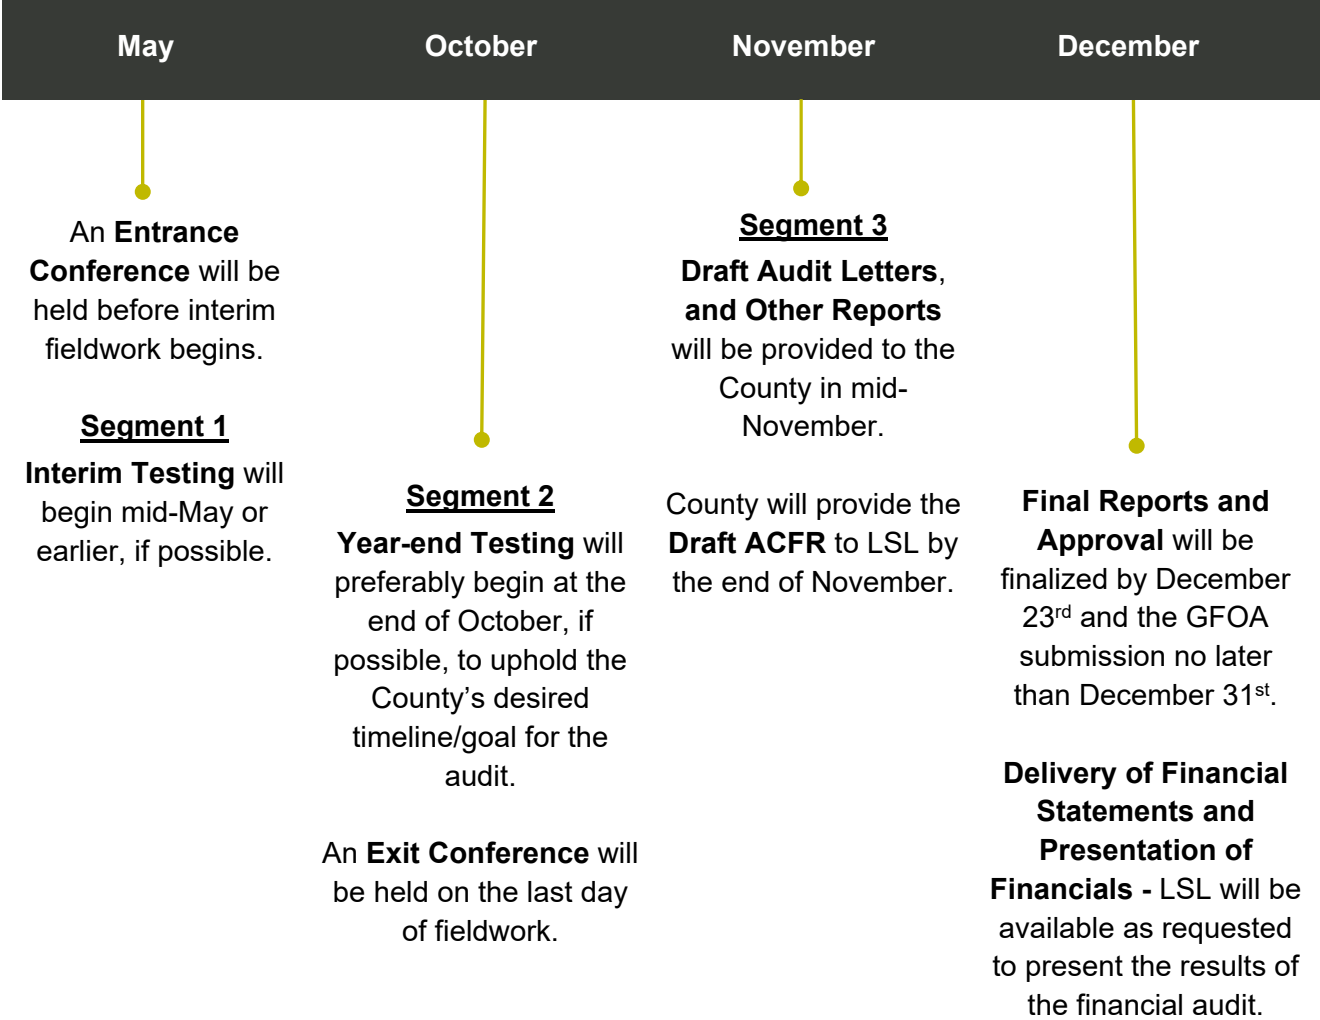 May
October
November
December
An Entrance
Conference will be
held before interim
fieldwork begins.
Segment 1
Interim Testing will
begin mid-May or
earlier, if possible.
Segment 2
Year-end Testing will
preferably begin at the
end of October, if
possible, to uphold the
County’s desired
timeline/goal for the
audit.
An Exit Conference will
be held on the last day
of fieldwork.
Segment 3
Draft Audit Letters,
and Other Reports
will be provided to the
County in mid-
November.
County will provide the
Draft ACFR to LSL by
the end of November.
Final Reports and
Approval will be
finalized by December
23rd and the GFOA
submission no later
than December 31st.
Delivery of Financial
Statements and
Presentation of
Financials - LSL will be
available as requested
to present the results of
the financial audit.